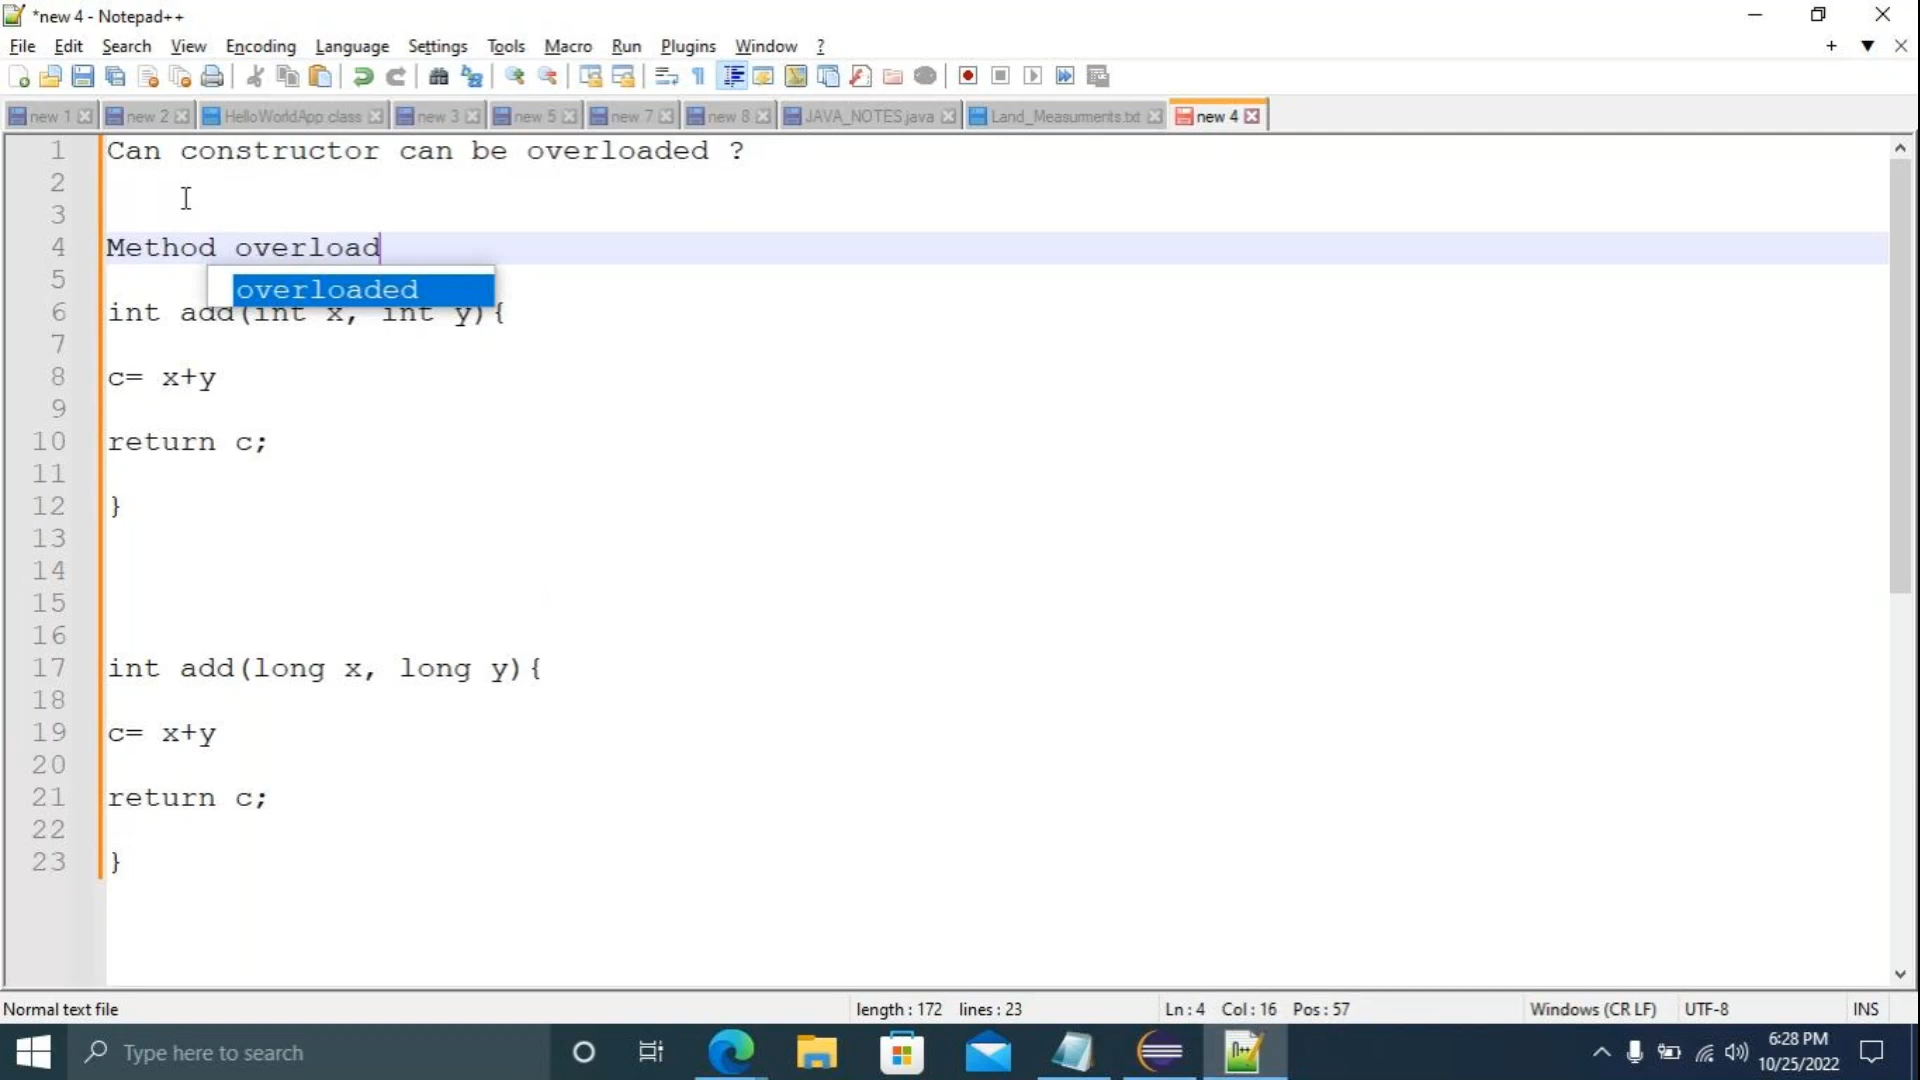 *new 4 - Notepad++
File Edit Search View Encoding Language Settings Tools Macro Run Plugins Window ?
new 1 new 2 HelloWorldApp.class new 3 new 5 new 7 new 8 JAVA_NOTES.java Land_Measurments.txt new 4
1 Can constructor can be overloaded ?
2
3
4 Method overload
5
overloaded
6 int add(int x, int y){
7
8 c= x+y
9
10 return c;
11
12 }
13
14
15
16
17 int add(long x, long y){
18
19 c= x+y
20
21 return c;
22
23 }
Normal text file length : 172 lines : 23 Ln : 4 Col : 16 Pos : 57 Windows (CR LF) UTF-8 INS
Type here to search
6:28 PM
10/25/2022